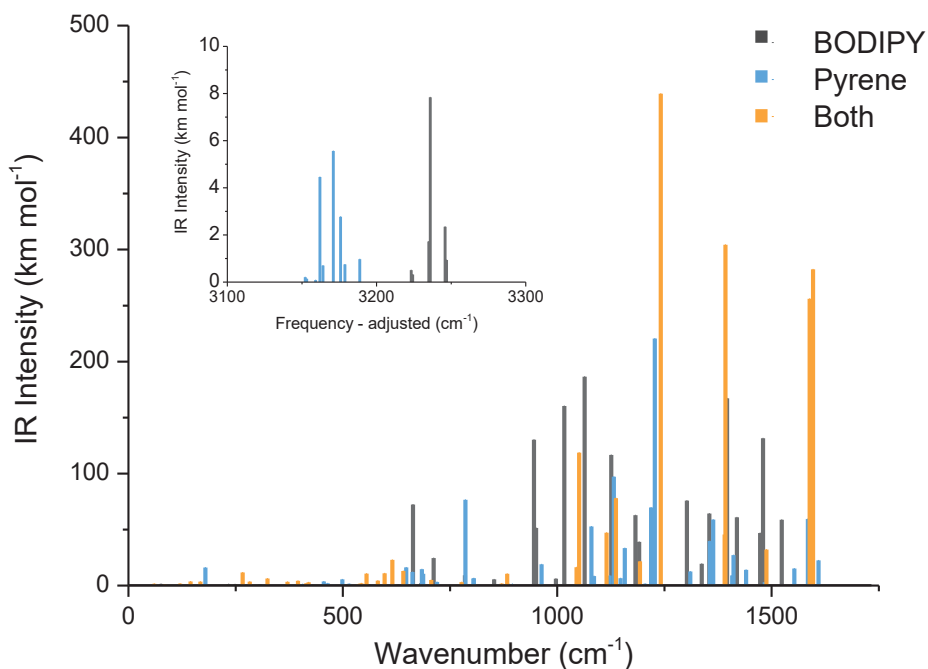 500
400
300
200
100
0
IR Intensity (km mol⁻¹)
0
500
1000
1500
Wavenumber (cm⁻¹)
BODIPY
Pyrene
Both
10
8
6
4
2
0
IR Intensity (km mol⁻¹)
3100
3200
3300
Frequency - adjusted (cm⁻¹)